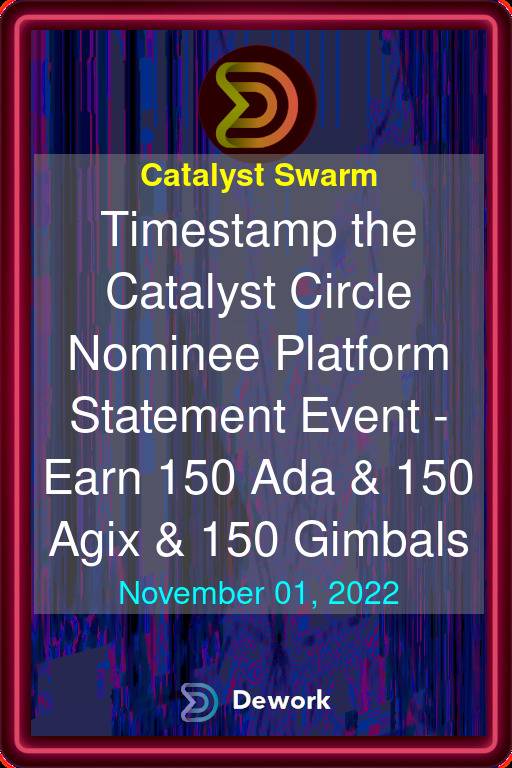 Catalyst Swarm
Timestamp the
Catalyst Circle
Nominee Platform
Statement Event -
Earn 150 Ada & 150
Agix & 150 Gimbals
November 01, 2022
Dework